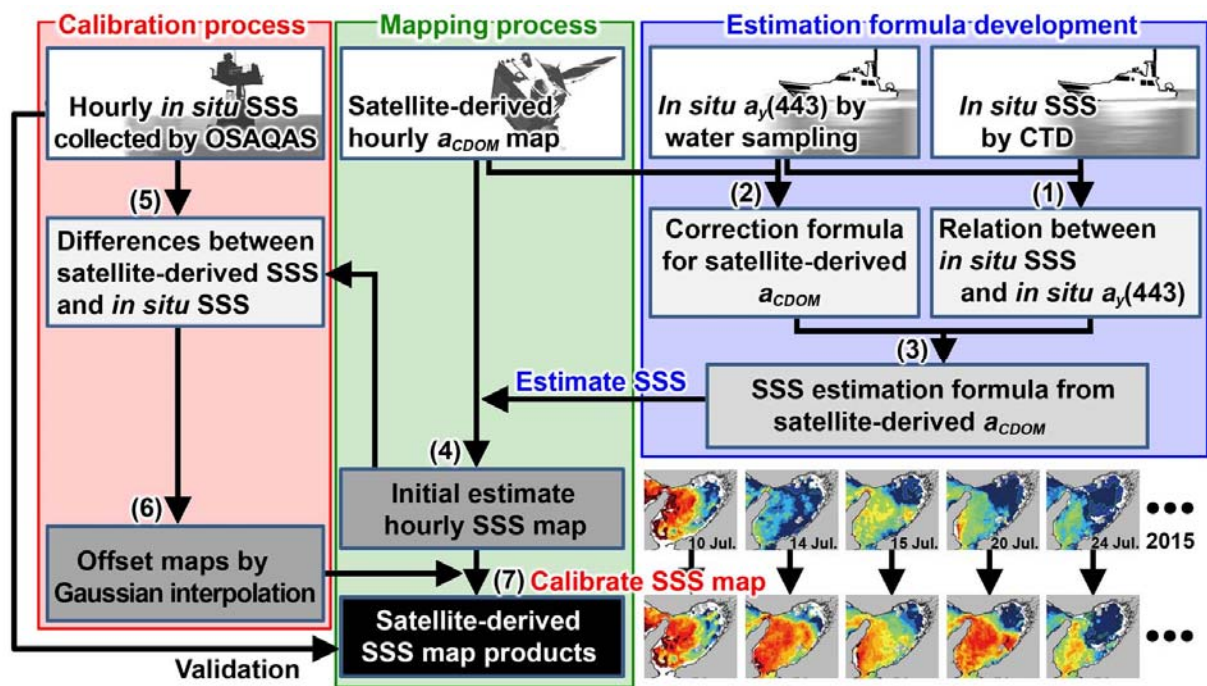 Calibration process
Mapping process
Estimation formula development
Hourly in situ SSS
collected by OSAQAS
Satellite-derived
hourly aCDOM map
In situ ay(443) by
water sampling
In situ SSS
by CTD
(5)
(2)
(1)
Differences between
satellite-derived SSS
and in situ SSS
Correction formula
for satellite-derived
aCDOM
Relation between
in situ SSS
and in situ ay(443)
(3)
Estimate SSS
SSS estimation formula from
satellite-derived aCDOM
(4)
Initial estimate
hourly SSS map
(6)
Offset maps by
Gaussian interpolation
10 Jul.
14 Jul.
15 Jul.
20 Jul.
24 Jul.
2015
(7)
Calibrate SSS map
Satellite-derived
SSS map products
Validation